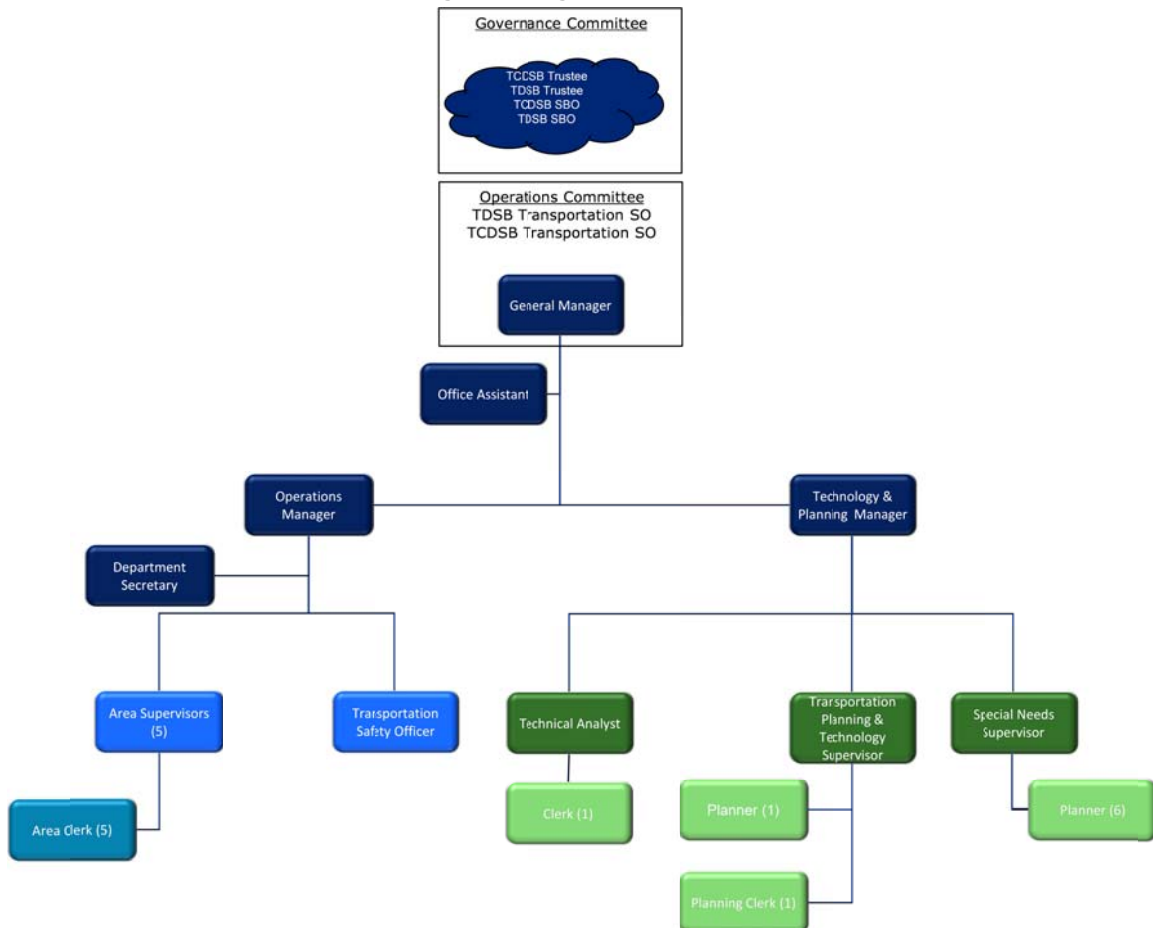 Governance Committee
TCDSB Trustee
TDSB Trustee
TCDSB SBO
TDSB SBO
Operations Committee
TDSB Transportation SO
TCDSB Transportation SO
General Manager
Office Assistant
Operations
Manager
Technology &
Planning Manager
Department
Secretary
Area Supervisors
(5)
Transportation
Safety Officer
Technical Analyst
Transportation
Planning &
Technology
Supervisor
Special Needs
Supervisor
Area Clerk (5)
Clerk (1)
Planner (1)
Planner (6)
Planning Clerk (1)